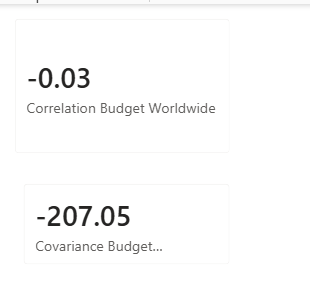 -0.03
Correlation Budget Worldwide
-207.05
Covariance Budget...